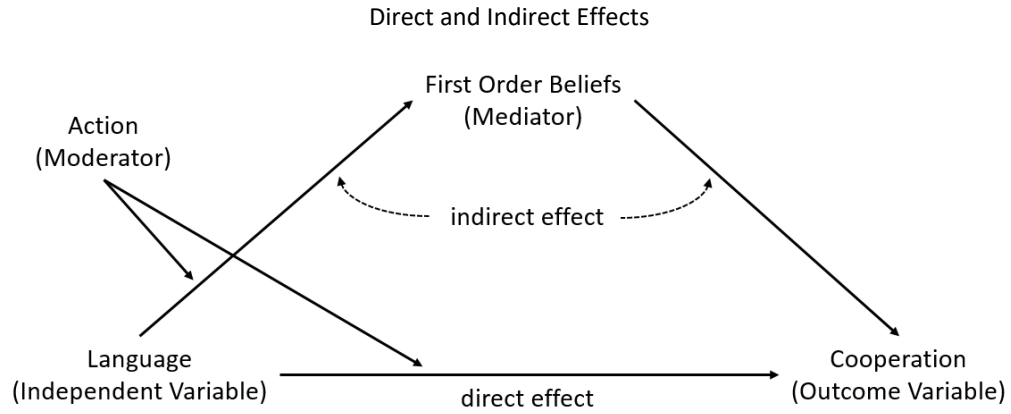 Direct and Indirect Effects
First Order Beliefs
(Mediator)
Action
(Moderator)
indirect effect
Language
(Independent Variable)
Cooperation
(Outcome Variable)
direct effect